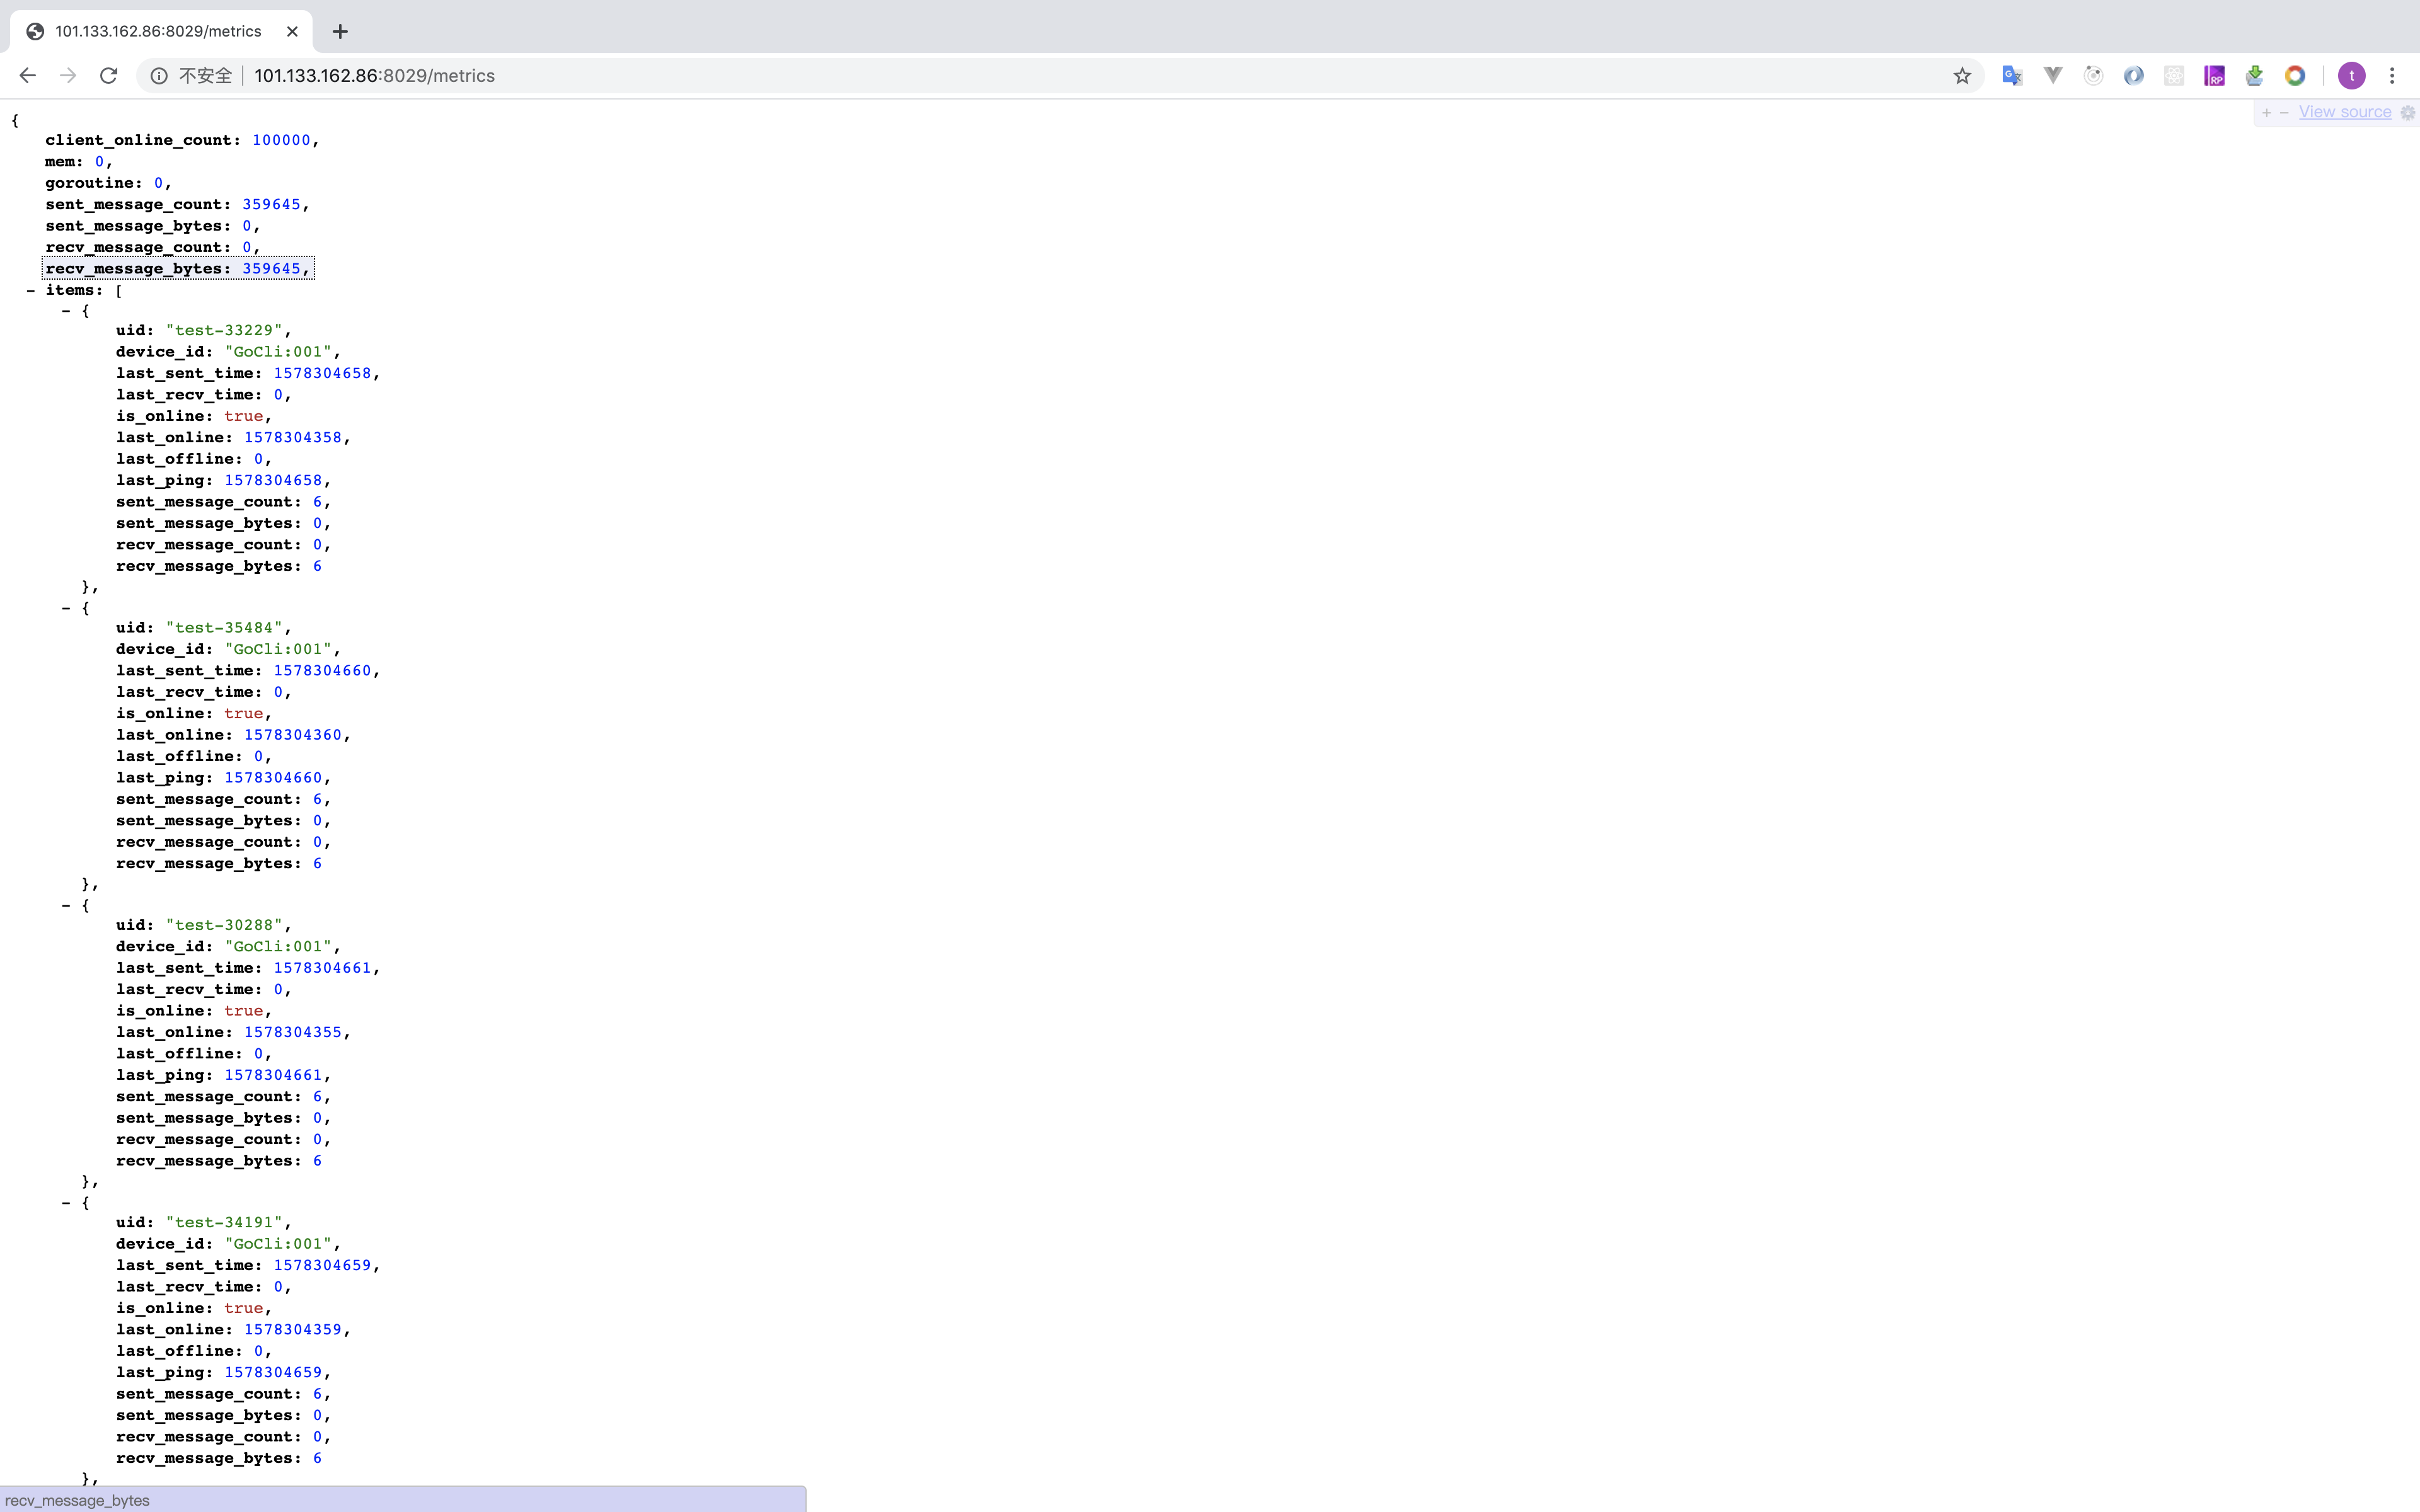 101.133.162.86:8029/metrics
不安全 101.133.162.86:8029/metrics
t
+ - View source
{
client_online_count: 100000,
mem: 0,
goroutine: 0,
sent_message_count: 359645,
sent_message_bytes: 0,
recv_message_count: 0,
recv_message_bytes: 359645,
- items: [
- {
uid: "test-33229",
device_id: "GoCli:001",
last_sent_time: 1578304658,
last_recv_time: 0,
is_online: true,
last_online: 1578304358,
last_offline: 0,
last_ping: 1578304658,
sent_message_count: 6,
sent_message_bytes: 0,
recv_message_count: 0,
recv_message_bytes: 6
},
- {
uid: "test-35484",
device_id: "GoCli:001",
last_sent_time: 1578304660,
last_recv_time: 0,
is_online: true,
last_online: 1578304360,
last_offline: 0,
last_ping: 1578304660,
sent_message_count: 6,
sent_message_bytes: 0,
recv_message_count: 0,
recv_message_bytes: 6
},
- {
uid: "test-30288",
device_id: "GoCli:001",
last_sent_time: 1578304661,
last_recv_time: 0,
is_online: true,
last_online: 1578304355,
last_offline: 0,
last_ping: 1578304661,
sent_message_count: 6,
sent_message_bytes: 0,
recv_message_count: 0,
recv_message_bytes: 6
},
- {
uid: "test-34191",
device_id: "GoCli:001",
last_sent_time: 1578304659,
last_recv_time: 0,
is_online: true,
last_online: 1578304359,
last_offline: 0,
last_ping: 1578304659,
sent_message_count: 6,
sent_message_bytes: 0,
recv_message_count: 0,
recv_message_bytes: 6
},
recv_message_bytes